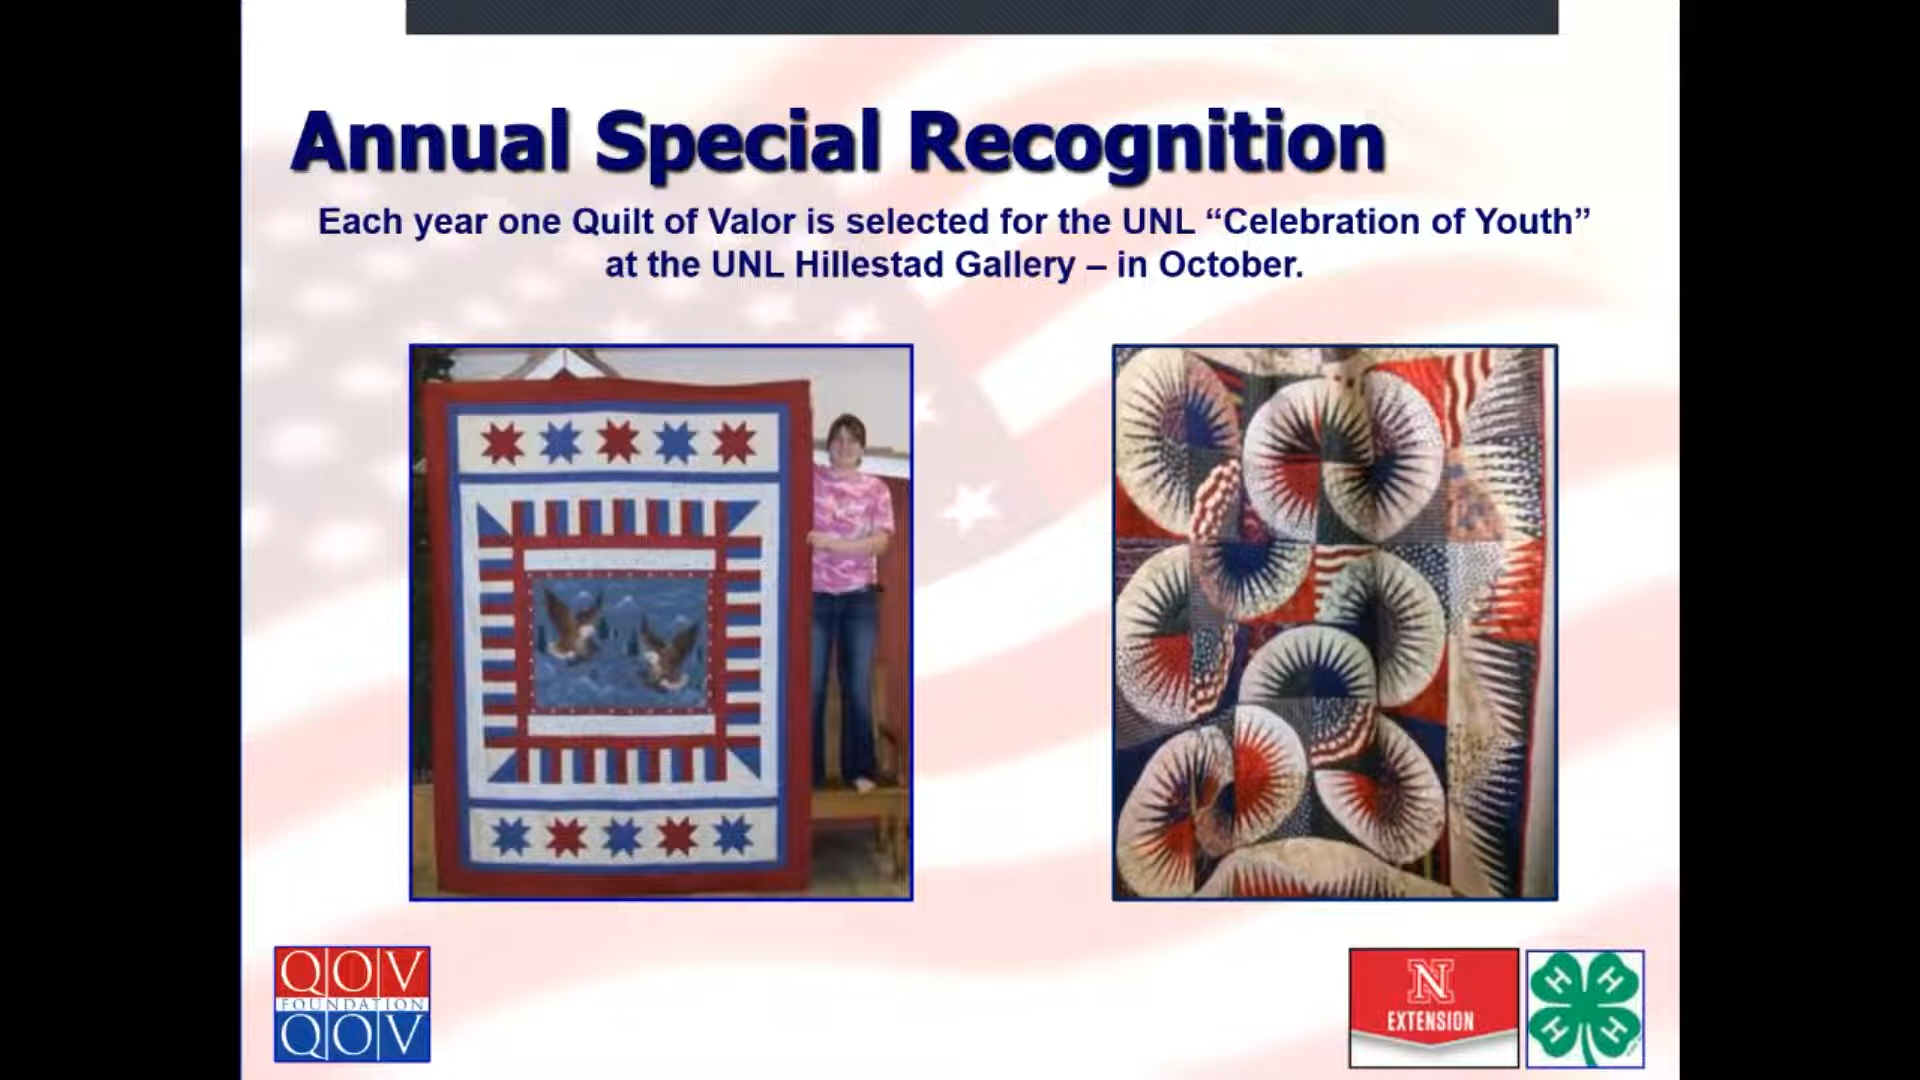 Annual Special Recognition
Each year one Quilt of Valor is selected for the UNL “Celebration of Youth”
at the UNL Hillestad Gallery – in October.
QOV
FOUNDATION
QOV
N
EXTENSION
H H
H H